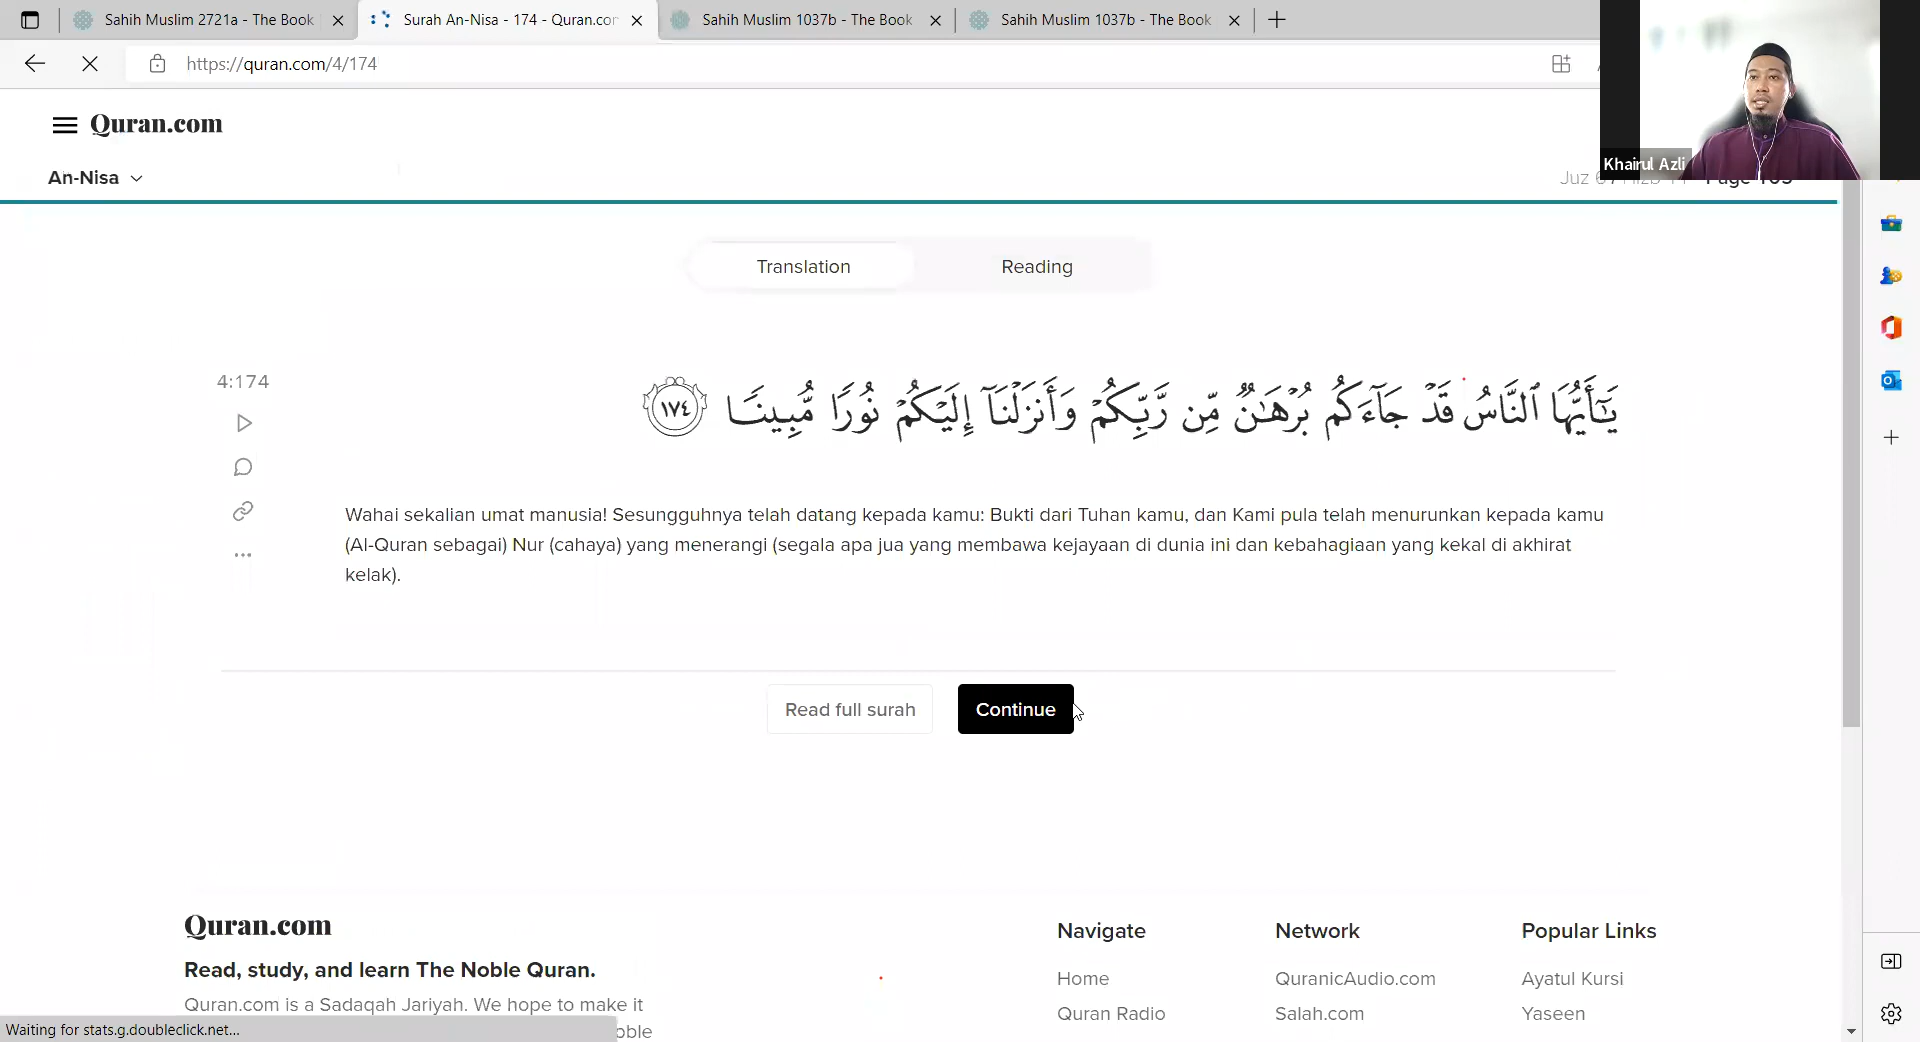 Sahih Muslim 2721a - The Book
Surah An-Nisa - 174 - Quran.cor
Sahih Muslim 1037b - The Book
Sahih Muslim 1037b - The Book
https://quran.com/4/174
Quran.com
Khairul Azli
An-Nisa
Juz
Translation
Reading
4:174
يَـٰٓأَيُّهَا ٱلنَّاسُ قَدْ جَآءَكُم بُرْهَـٰنٌ مِّن رَّبِّكُمْ وَأَنزَلْنَآ إِلَيْكُمْ نُورًا مُّبِينًا ١٧٤
Wahai sekalian umat manusia! Sesungguhnya telah datang kepada kamu: Bukti dari Tuhan kamu, dan Kami pula telah menurunkan kepada kamu
(Al-Quran sebagai) Nur (cahaya) yang menerangi (segala apa jua yang membawa kejayaan di dunia ini dan kebahagiaan yang kekal di akhirat
kelak).
Read full surah
Continue
Quran.com
Navigate
Network
Popular Links
Read, study, and learn The Noble Quran.
Home
QuranicAudio.com
Ayatul Kursi
Quran.com is a Sadaqah Jariyah. We hope to make it
Quran Radio
Salah.com
Yaseen
Waiting for stats.g.doubleclick.net...